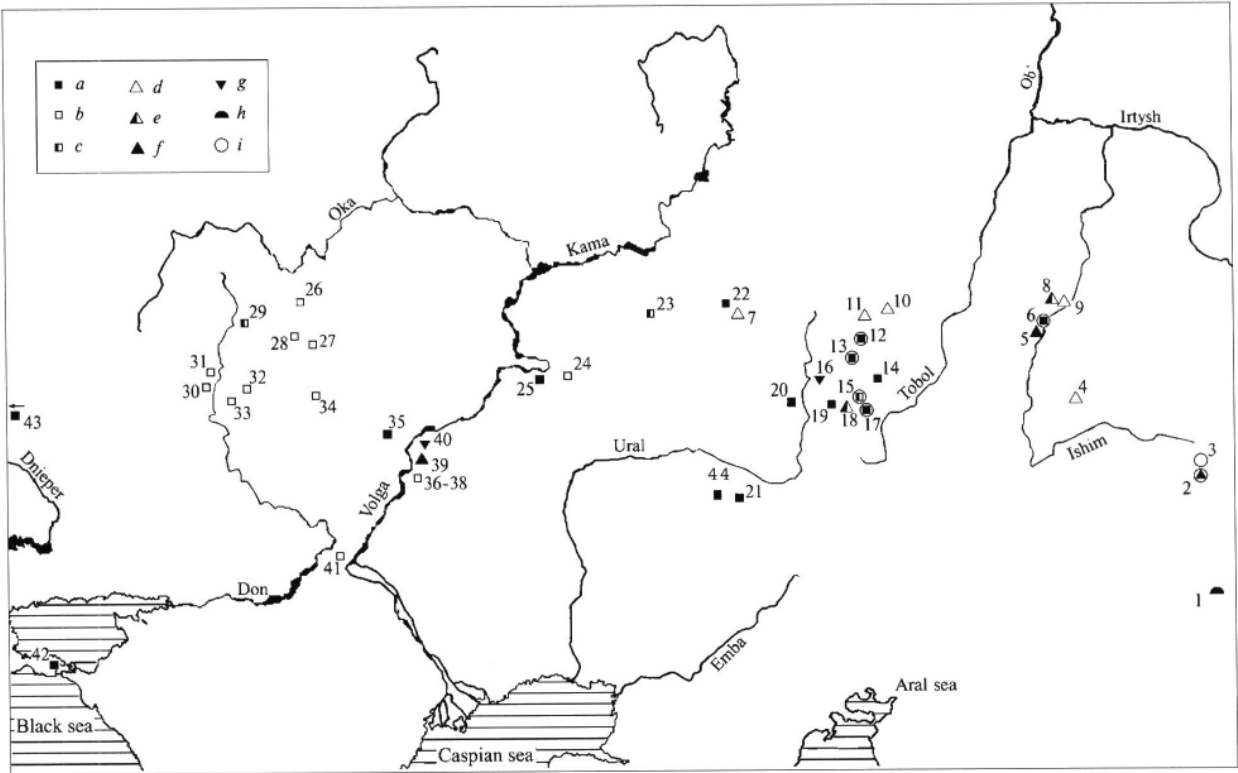 a d g
b e h
c f i
Ob'
Irtysh
Oka
Kama
26
8
9
22
11
10
23
7
29
6
12
5
28
27
13
31
24
16
14
30
32
25
15
4
33
34
20
19
18
17
Tobol
43
35
40
Ural
Ishim
3
Dnieper
39
44
21
2
36-38
Volga
41
Don
1
42
Emba
Aral sea
Black sea
Caspian sea